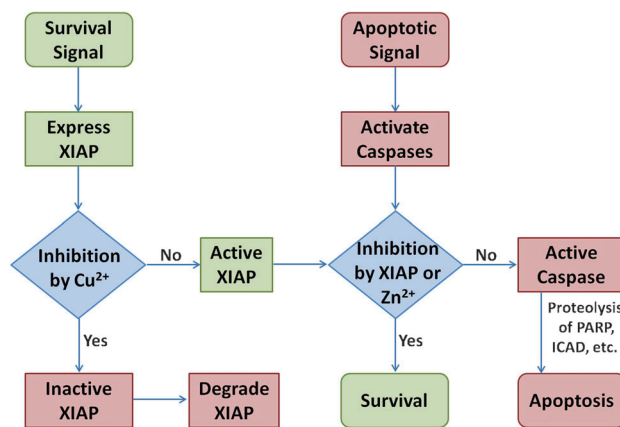 Survival
Signal
Apoptotic
Signal
Express
XIAP
Activate
Caspases
Inhibition
by Cu²⁺
No
Active
XIAP
Inhibition
by XIAP or
Zn²⁺
No
Active
Caspase
Yes
Yes
Proteolysis
of PARP,
ICAD, etc.
Inactive
XIAP
Degrade
XIAP
Survival
Apoptosis